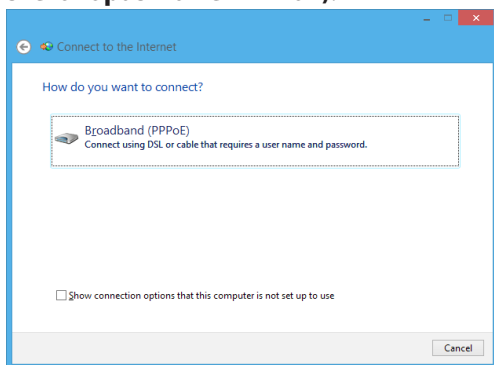 Connect to the Internet
How do you want to connect?
Broadband (PPPoE)
Connect using DSL or cable that requires a user name and password.
Show connection options that this computer is not set up to use
Cancel